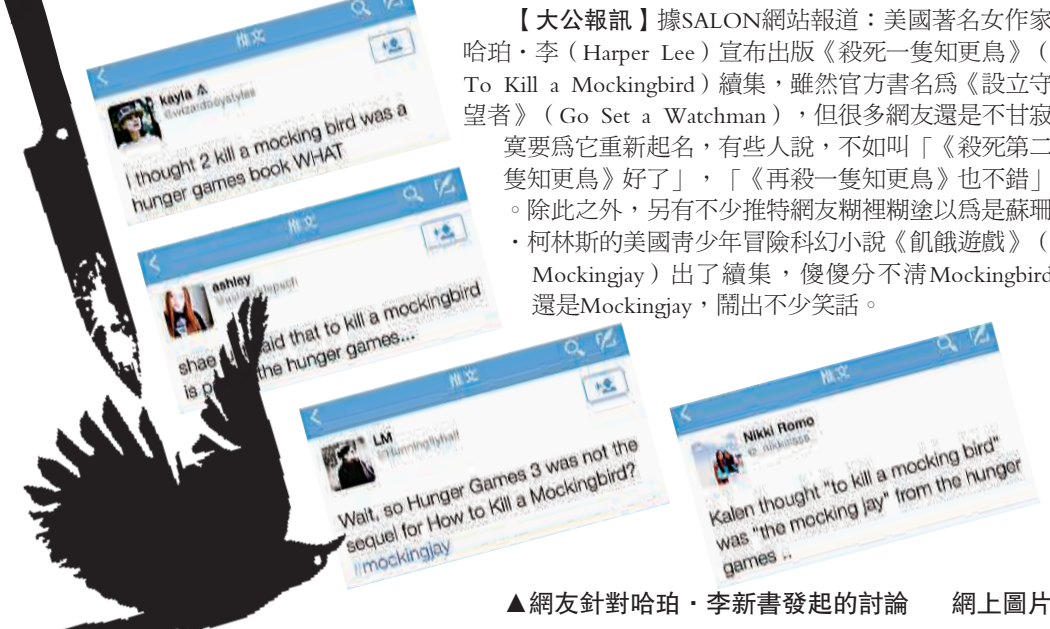 【大公報訊】據SALON網站報道：美國著名女作家
哈珀·李（Harper Lee）宣布出版《殺死一隻知更鳥》（
To Kill a Mockingbird）續集，雖然官方書名爲《設立守
望者》（Go Set a Watchman），但很多網友還是不甘寂
寞要爲它重新起名，有些人說，不如叫「《殺死第二
隻知更鳥》好了」，「《再殺一隻知更鳥》也不錯」
。除此之外，另有不少推特網友糊裡糊塗以爲是蘇珊
·柯林斯的美國靑少年冒險科幻小說《飢餓遊戲》（
Mockingjay）出了續集，傻傻分不淸Mockingbird
還是Mockingjay，鬧出不少笑話。
推文
kayla
@wizardboystyles
I thought 2 kill a mocking bird was a
hunger games book WHAT
推文
ashley
shae aid that to kill a mockingbird
is the hunger games...
推文
LM
Wait, so Hunger Games 3 was not the
sequel for How to Kill a Mockingbird?
#mockingjay
推文
Nikki Romo
Kalen thought "to kill a mocking bird"
was "the mocking jay" from the hunger
games ..
▲網友針對哈珀·李新書發起的討論 網上圖片